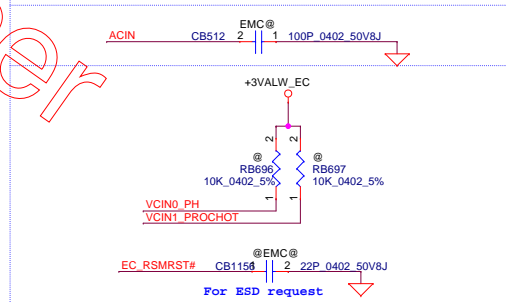 EMC@
ACIN CB512 2 1 100P_0402_50V8J
+3VALW_EC
2 2
@ @
RB696 RB697
10K_0402_5% 10K_0402_5%
1 1
VCIN0_PH
VCIN1_PROCHOT
@EMC@
EC_RSMRST# CB1156 1 2 22P_0402_50V8J
For ESD request